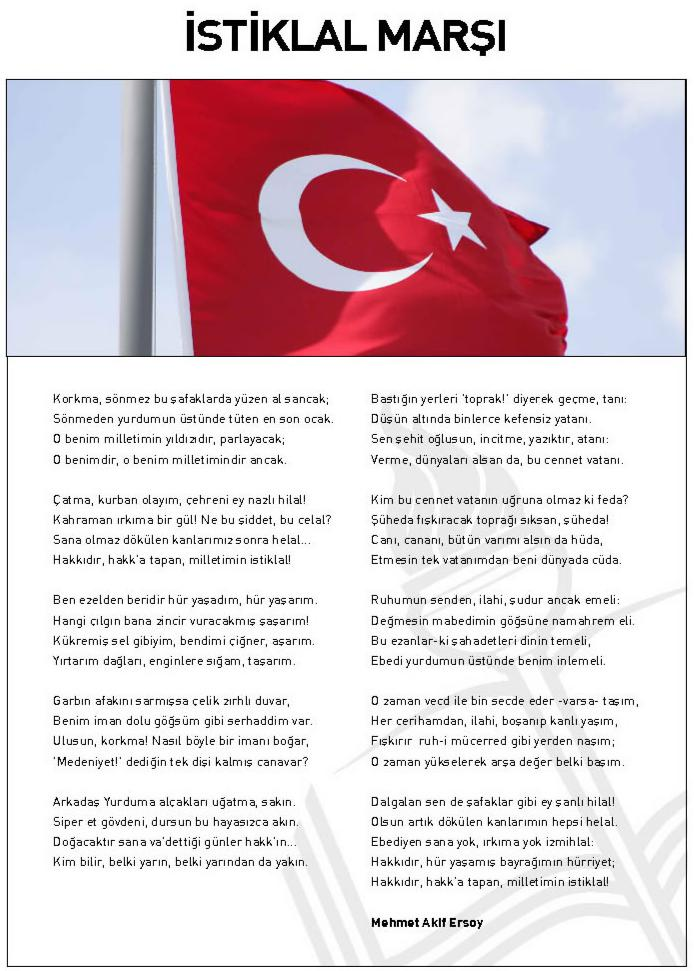 İSTİKLAL MARŞI
Korkma, sönmez bu şafaklarda yüzen al sancak;
Sönmeden yurdumun üstünde tüten en son ocak.
O benim milletimin yıldızıdır, parlayacak;
O benimdir, o benim milletimindir ancak.
Çatma, kurban olayım, çehreni ey nazlı hilal!
Kahraman ırkıma bir gül! Ne bu şiddet, bu celal?
Sana olmaz dökülen kanlarımız sonra helal...
Hakkıdır, hakk'a tapan, milletimin istiklal!
Ben ezelden beridir hür yaşadım, hür yaşarım.
Hangi çılgın bana zincir vuracakmış şaşarım!
Kükremiş sel gibiyim, bendimi çiğner, aşarım.
Yırtarım dağları, enginlere sığam, taşarım.
Garbın afakını sarmışsa çelik zırhlı duvar,
Benim iman dolu göğsüm gibi serhaddim var.
Ulusun, korkma! Nasıl böyle bir imanı boğar,
'Medeniyet!' dediğin tek dişi kalmış canavar?
Arkadaş Yurduma alçakları uğatma, sakın.
Siper et gövdeni, dursun bu hayasızca akın.
Doğacaktır sana va'dettiği günler hakk'ın...
Kim bilir, belki yarın, belki yarından da yakın.
Bastığın yerleri 'toprak!' diyerek geçme, tanı:
Düşün altında binlerce kefensiz yatanı.
Sen şehit oğlusun, incitme, yazıktır, atanı:
Verme, dünyaları alsan da, bu cennet vatanı.
Kim bu cennet vatanın uğruna olmaz ki feda?
Şüheda fışkıracak toprağı sıksan, şüheda!
Canı, cananı, bütün varımı alsın da hüda,
Etmesin tek vatanımdan beni dünyada cüda.
Ruhumun senden, ilahi, şudur ancak emeli:
Değmesin mabedimin göğsüne namahrem eli.
Bu ezanlar-ki şahadetleri dinin temeli,
Ebedi yurdumun üstünde benim inlemeli.
O zaman vecd ile bin secde eder -varsa- taşım,
Her cerihamdan, ilahi, boşanıp kanlı yaşım,
Fışkırır ruh-i mücerred gibi yerden naşım;
O zaman yükselerek arşa değer belki başım.
Dalgalan sen de şafaklar gibi ey şanlı hilal!
Olsun artık dökülen kanlarımın hepsi helal.
Ebediyen sana yok, ırkıma yok izmihlal:
Hakkıdır, hür yaşamış bayrağımın hürriyet;
Hakkıdır, hakk'a tapan, milletimin istiklal!
Mehmet Akif Ersoy